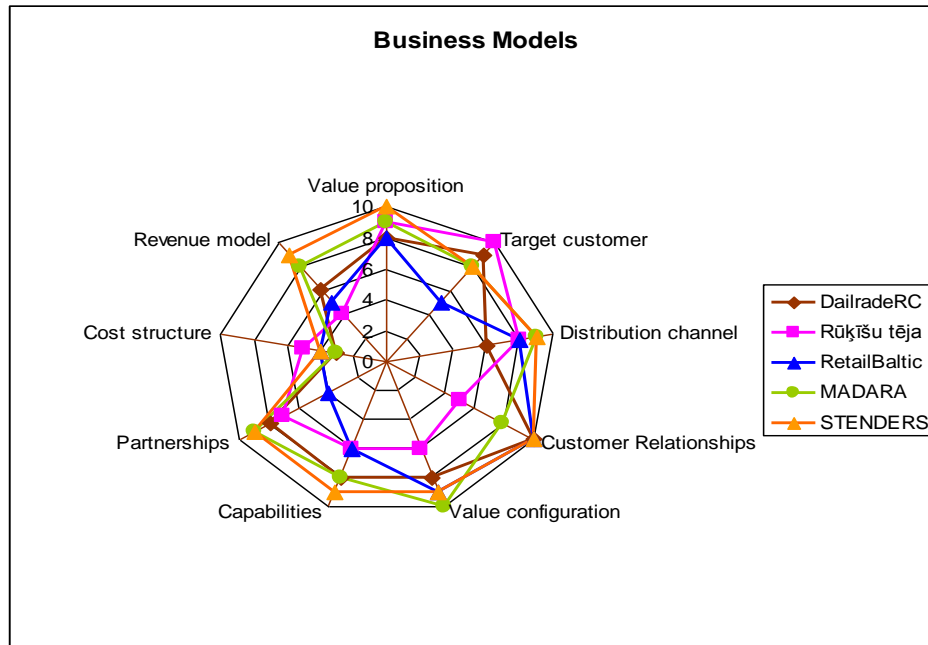 Business Models
Value proposition
10
8
6
4
2
0
Target customer
Distribution channel
Customer Relationships
Value configuration
Capabilities
Partnerships
Cost structure
Revenue model
DailradeRC
Rūķīšu tēja
RetailBaltic
MADARA
STENDERS